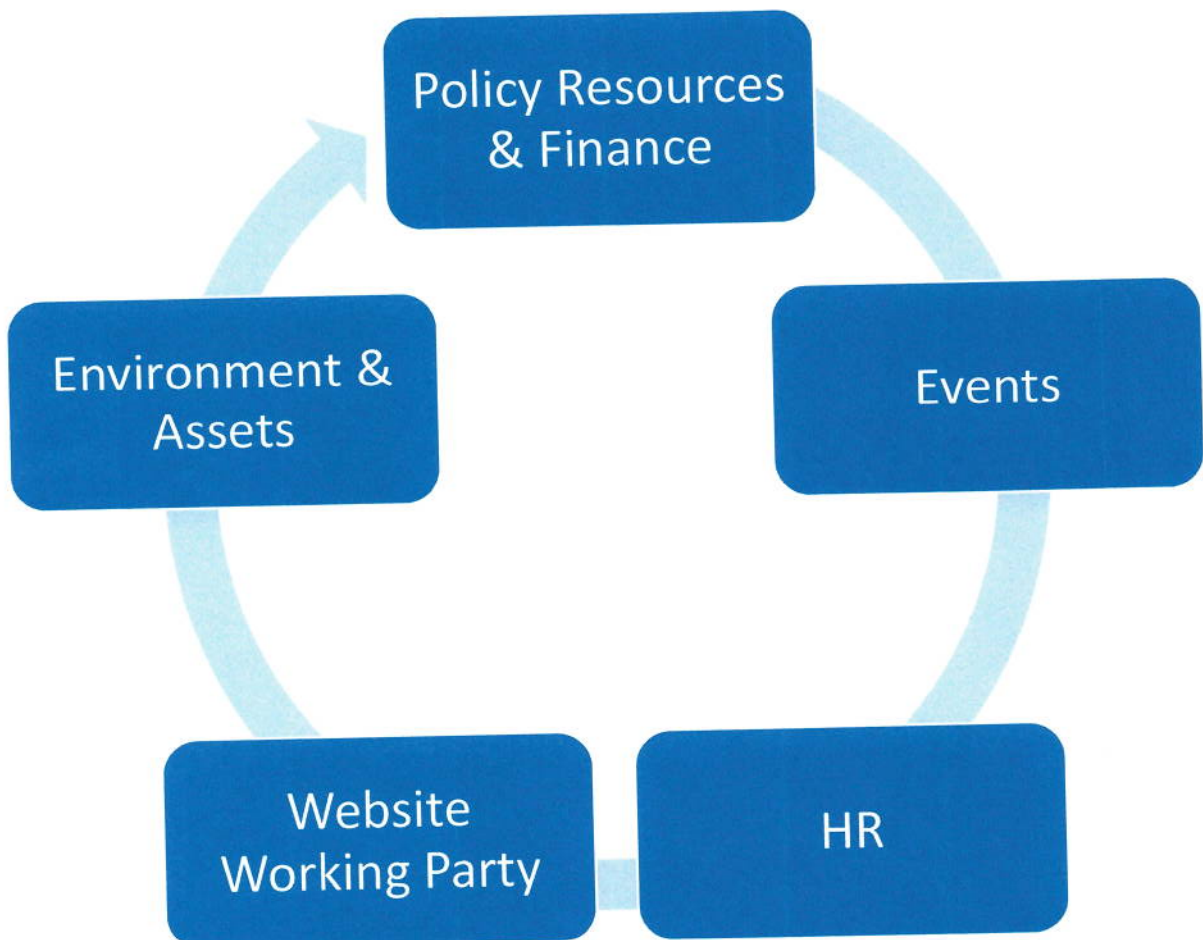 Policy Resources
& Finance
Events
HR
Website
Working Party
Environment &
Assets